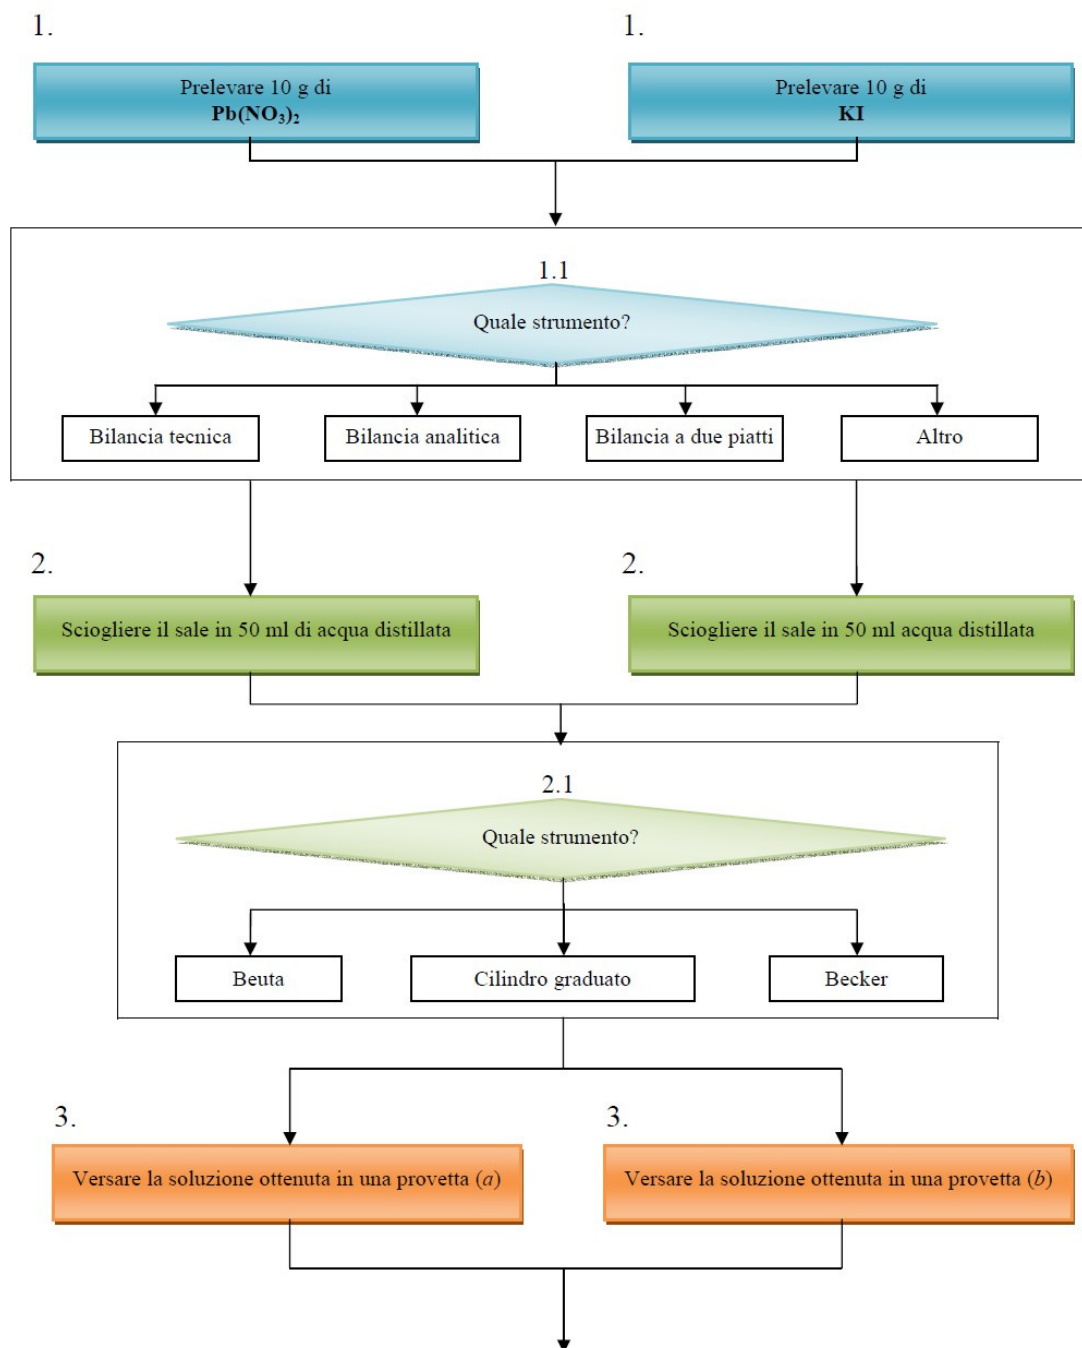 1.
1.
Prelevare 10 g di
Pb(NO₃)₂
Prelevare 10 g di
KI
1.1
Quale strumento?
Bilancia tecnica
Bilancia analitica
Bilancia a due piatti
Altro
2.
2.
Sciogliere il sale in 50 ml di acqua distillata
Sciogliere il sale in 50 ml acqua distillata
2.1
Quale strumento?
Beuta
Cilindro graduato
Becker
3.
3.
Versare la soluzione ottenuta in una provetta (a)
Versare la soluzione ottenuta in una provetta (b)